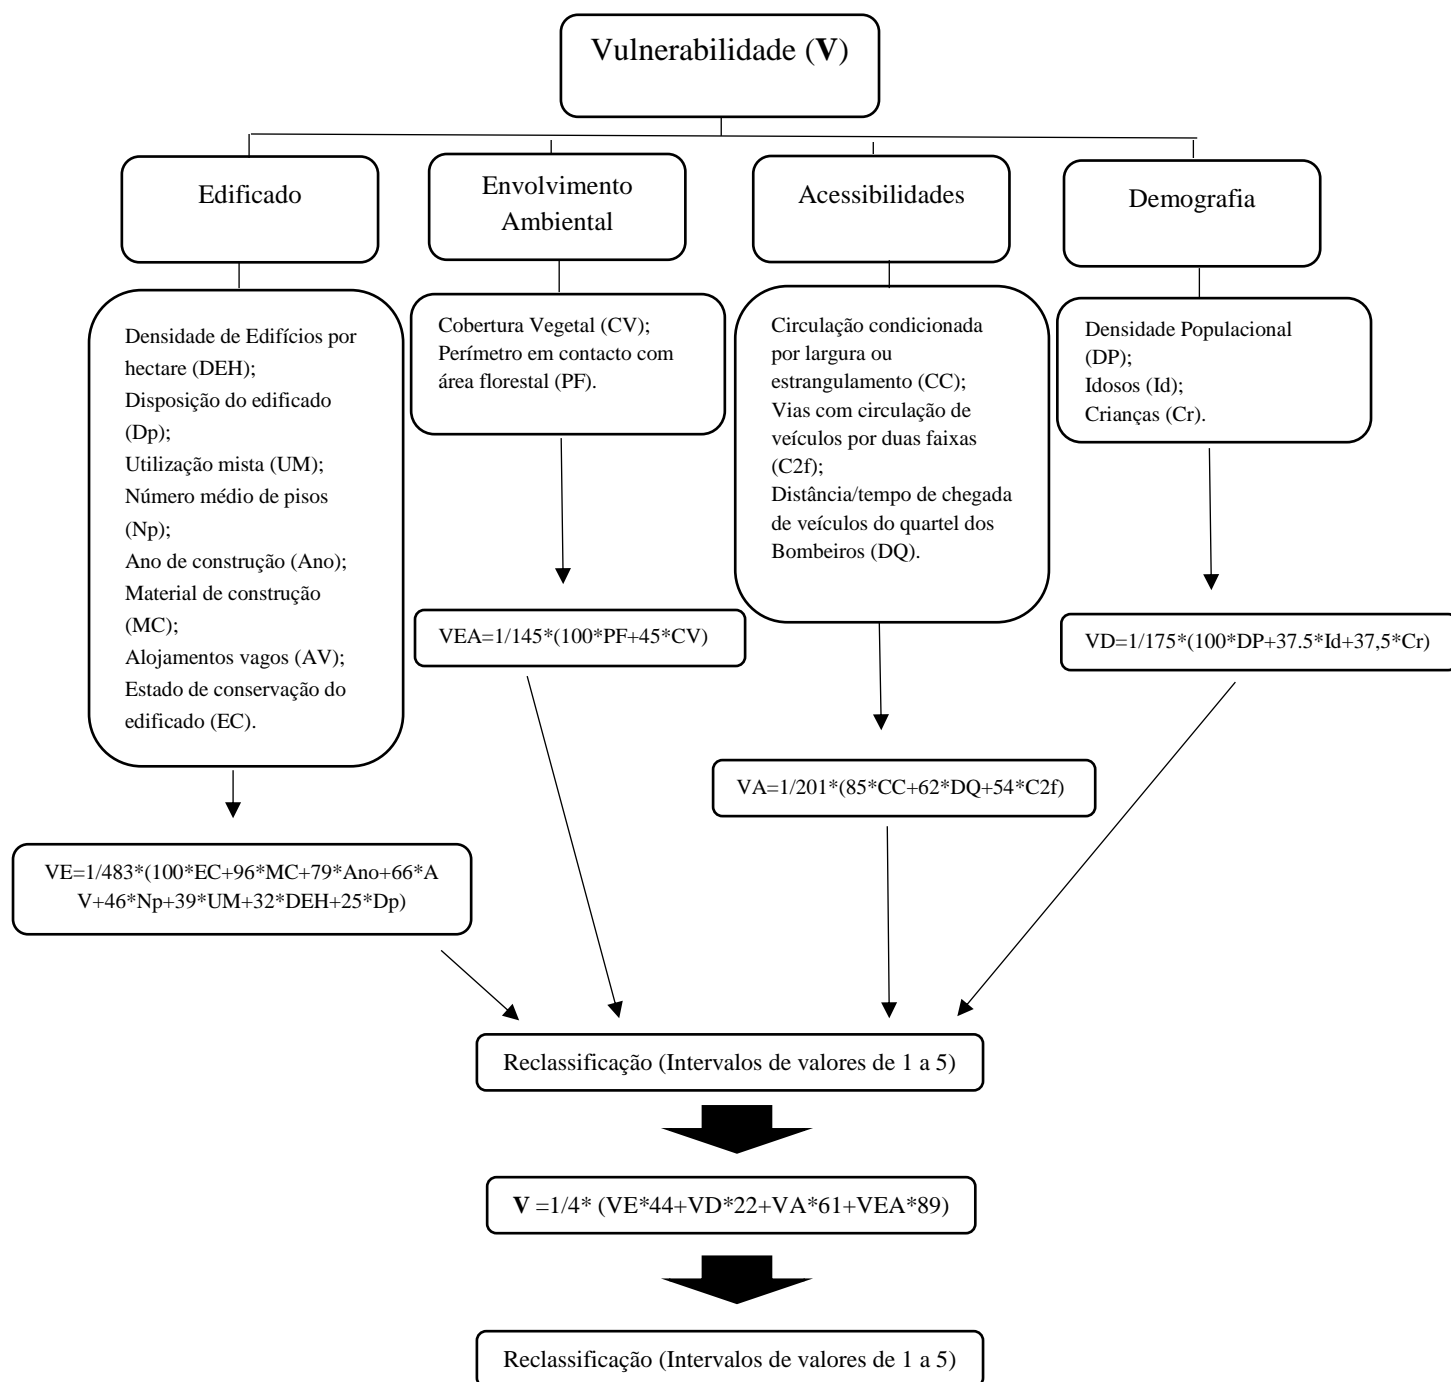 Vulnerabilidade (V)
Edificado
Envolvimento
Ambiental
Acessibilidades
Demografia
Densidade de Edifícios por
hectare (DEH);
Disposição do edificado
(Dp);
Utilização mista (UM);
Número médio de pisos
(Np);
Ano de construção (Ano);
Material de construção
(MC);
Alojamentos vagos (AV);
Estado de conservação do
edificado (EC).
Cobertura Vegetal (CV);
Perímetro em contacto com
área florestal (PF).
Circulação condicionada
por largura ou
estrangulamento (CC);
Vias com circulação de
veículos por duas faixas
(C2f);
Distância/tempo de chegada
de veículos do quartel dos
Bombeiros (DQ).
Densidade Populacional
(DP);
Idosos (Id);
Crianças (Cr).
VEA=1/145*(100*PF+45*CV)
VD=1/175*(100*DP+37.5*Id+37,5*Cr)
VA=1/201*(85*CC+62*DQ+54*C2f)
VE=1/483*(100*EC+96*MC+79*Ano+66*A
V+46*Np+39*UM+32*DEH+25*Dp)
Reclassificação (Intervalos de valores de 1 a 5)
V =1/4* (VE*44+VD*22+VA*61+VEA*89)
Reclassificação (Intervalos de valores de 1 a 5)